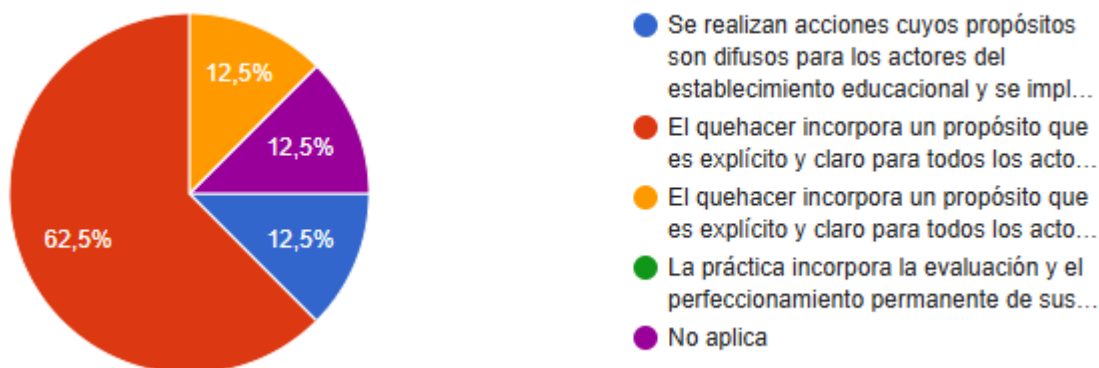 12,5%
12,5%
62,5%
12,5%
Se realizan acciones cuyos propósitos
son difusos para los actores del
establecimiento educacional y se impl…
El quehacer incorpora un propósito que
es explícito y claro para todos los acto…
El quehacer incorpora un propósito que
es explícito y claro para todos los acto…
La práctica incorpora la evaluación y el
perfeccionamiento permanente de sus…
No aplica